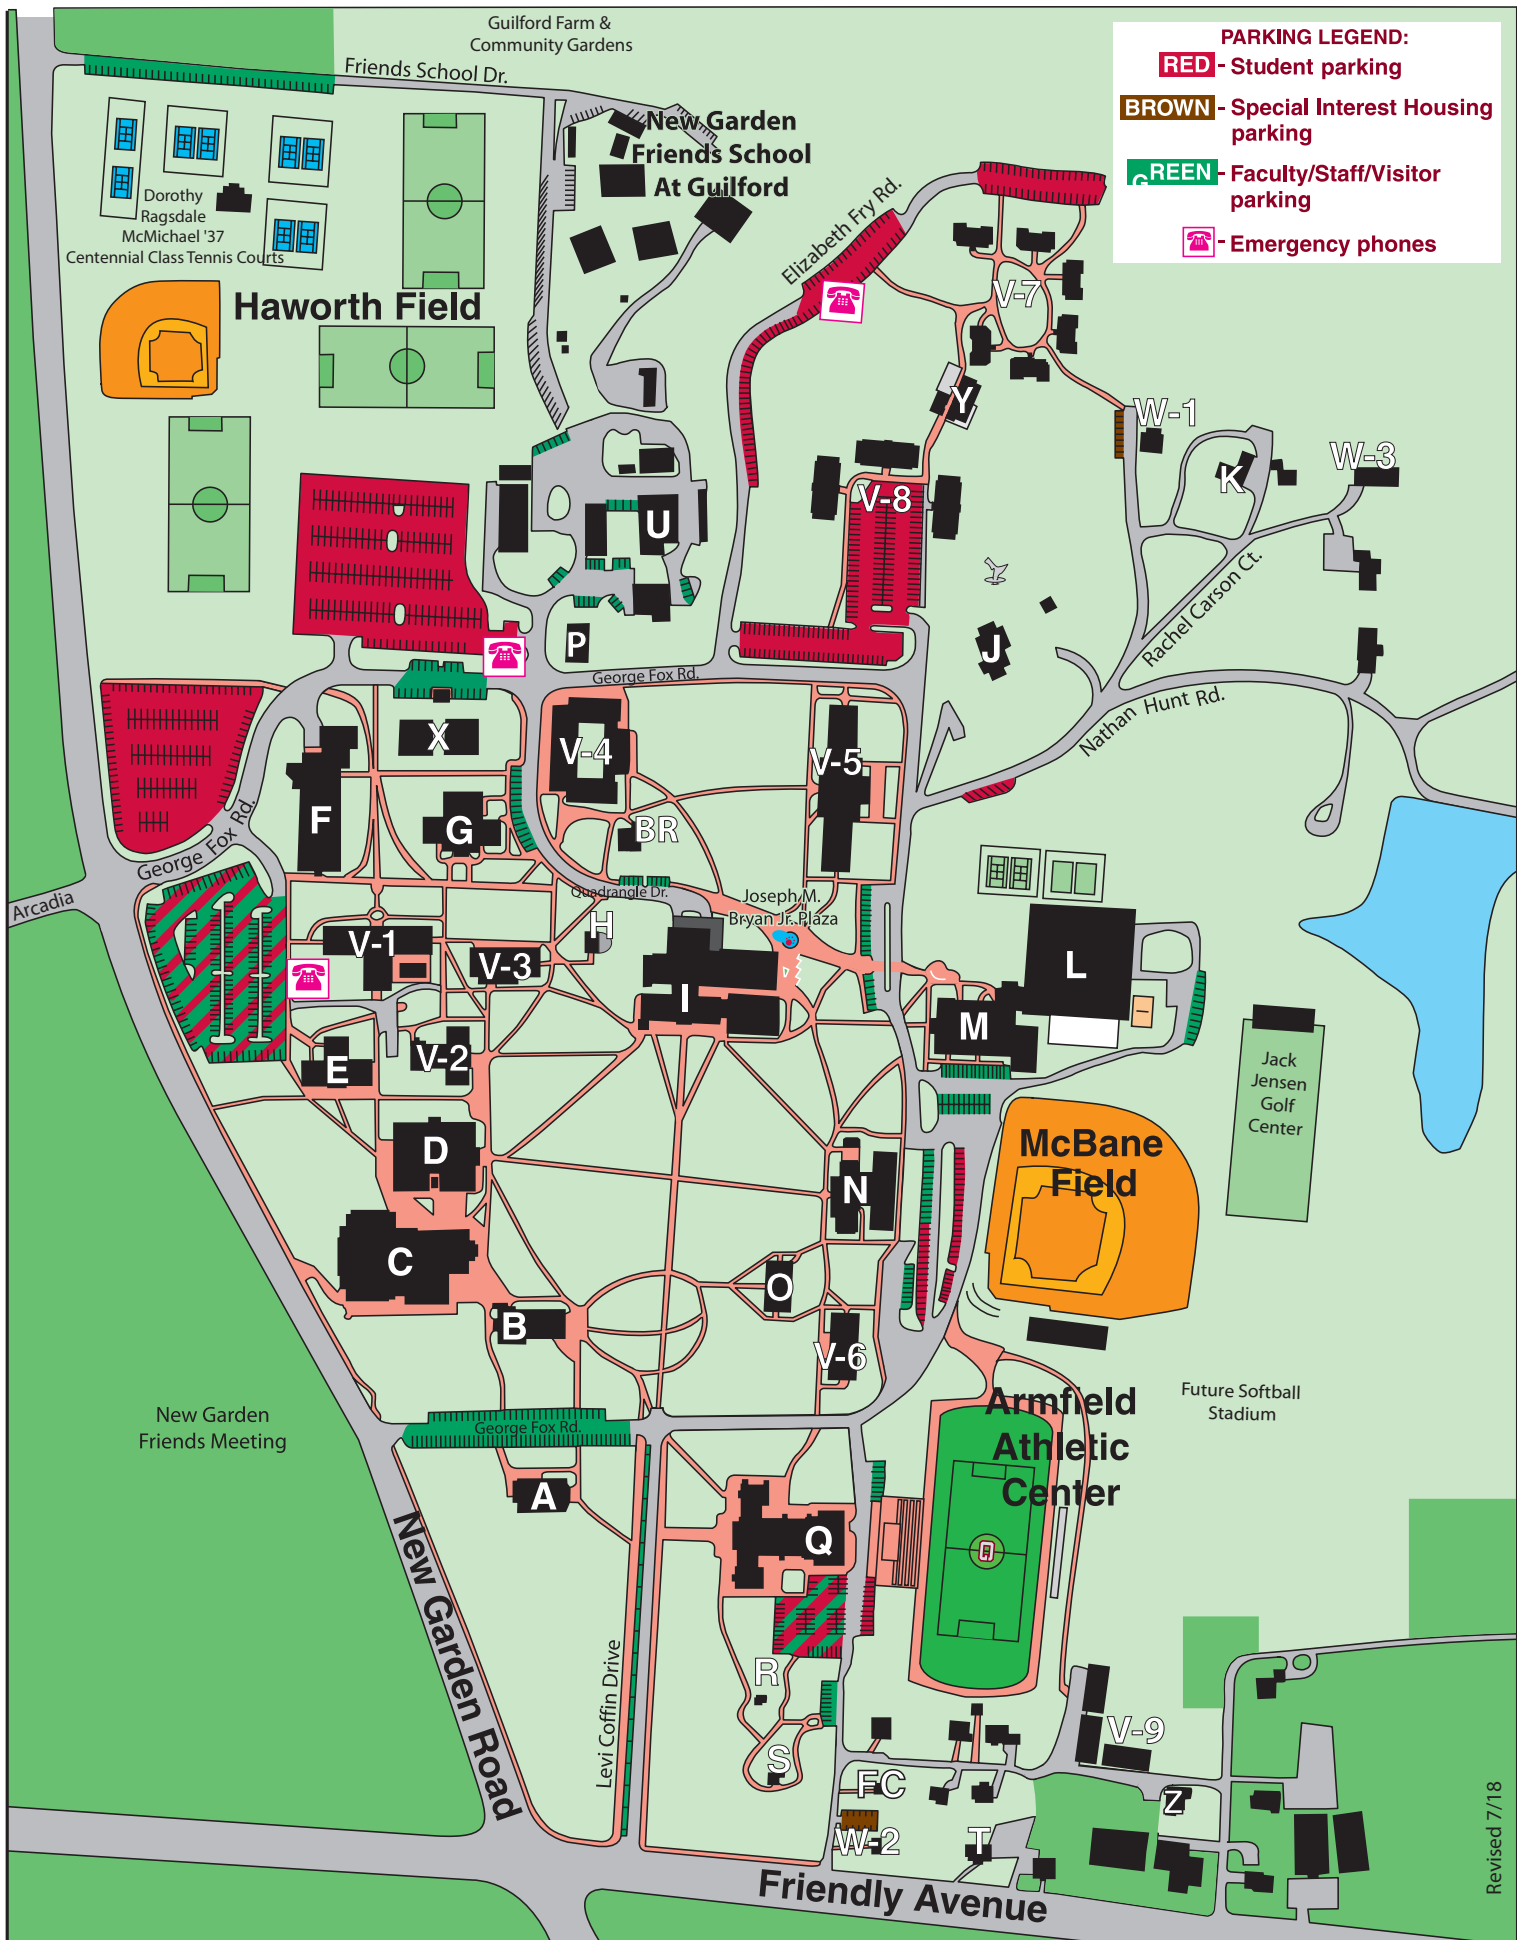 Guilford Farm &
Community Gardens
Friends School Dr.
PARKING LEGEND:
RED - Student parking
BROWN - Special Interest Housing
parking
GREEN - Faculty/Staff/Visitor
parking
- Emergency phones
New Garden
Friends School
At Guilford
Dorothy
Ragsdale
McMichael '37
Centennial Class Tennis Courts
Haworth Field
Elizabeth Fry Rd.
V-7
Y
W-1
W-3
K
V-8
U
P
J
Rachel Carson Ct.
George Fox Rd.
Nathan Hunt Rd.
X
V-4
V-5
F
G
BR
George Fox Rd.
Arcadia
Quadrangle Dr.
Joseph M.
Bryan Jr. Plaza
H
V-1
V-3
L
I
M
E
V-2
Jack
Jensen
Golf
Center
D
McBane
Field
N
C
O
B
V-6
Armfield
Athletic
Center
Future Softball
Stadium
New Garden
Friends Meeting
George Fox Rd.
A
Q
New Garden Road
Levi Coffin Drive
R
S
V-9
FC
Z
W-2
T
Friendly Avenue
Revised 7/18